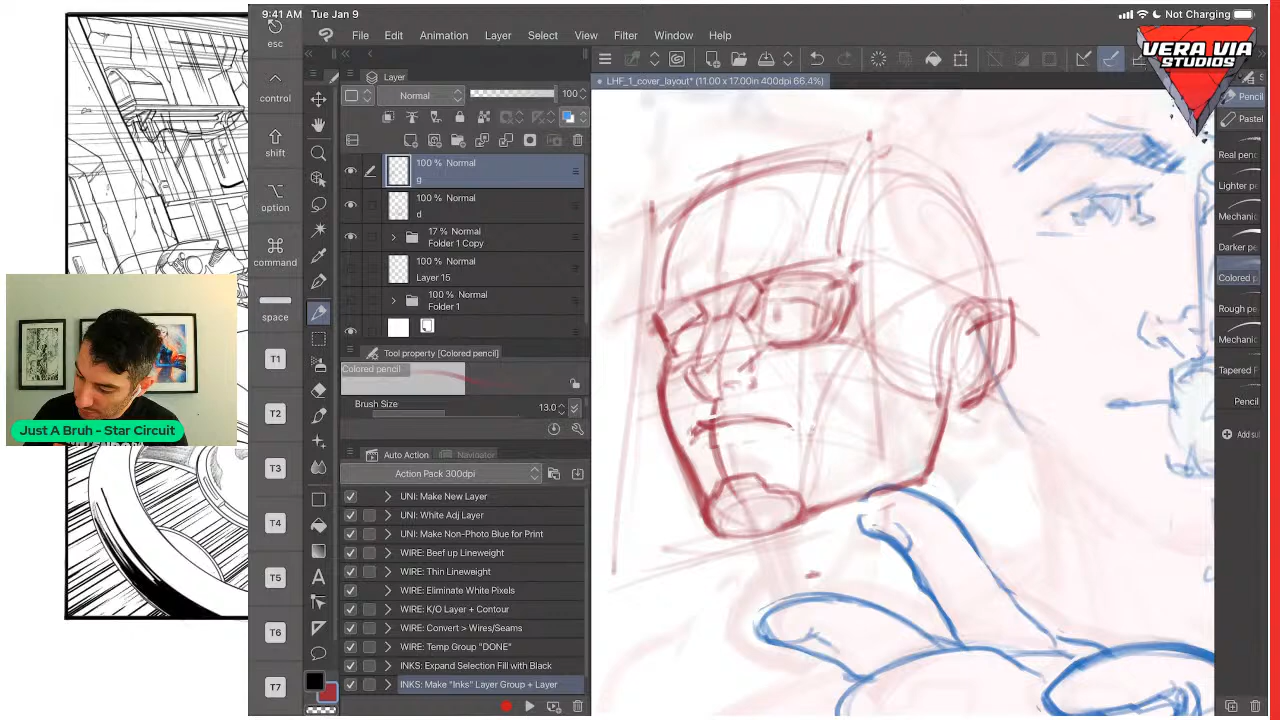 9:41 AM Tue Jan 9
Not Charging
File Edit Animation Layer Select View Filter Window Help
VERA VIA
STUDIOS
esc
control
shift
option
command
space
T1
T2
T3
T4
T5
T6
T7
Layer
Normal
100
100 % Normal
g
100 % Normal
d
17 % Normal
Folder 1 Copy
100 % Normal
Layer 15
100 % Normal
Folder 1
Tool property [Colored pencil]
Colored pencil
Brush Size
13.0
Auto Action Navigator
Action Pack 300dpi
UNI: Make New Layer
UNI: White Adj Layer
UNI: Make Non-Photo Blue for Print
WIRE: Beef up Lineweight
WIRE: Thin Lineweight
WIRE: Eliminate White Pixels
WIRE: K/O Layer + Contour
WIRE: Convert > Wires/Seams
WIRE: Temp Group "DONE"
INKS: Expand Selection Fill with Black
INKS: Make "Inks" Layer Group + Layer
LHF_1_cover_layout* (11.00 x 17.00in 400dpi 66.4%)
Pencil
Pastel
Real penc
Lighter pe
Mechanic
Darker pe
Colored p
Rough pe
Mechanic
Tapered P
Pencil
Add su
Just A Bruh - Star Circuit